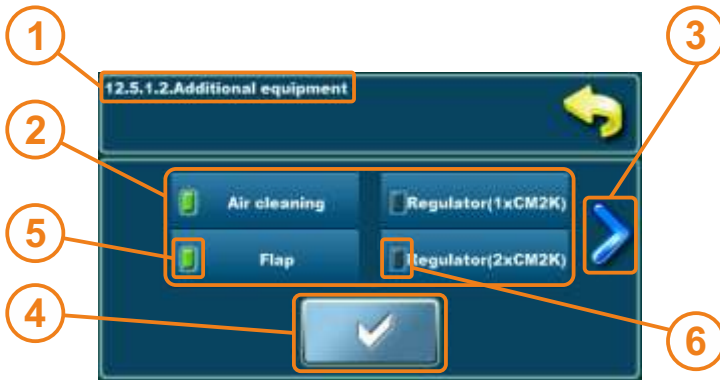 1
3
12.5.1.2.Additional equipment
2
Air cleaning
Regulator(1xCM2K)
5
Flap
Regulator(2xCM2K)
4
6